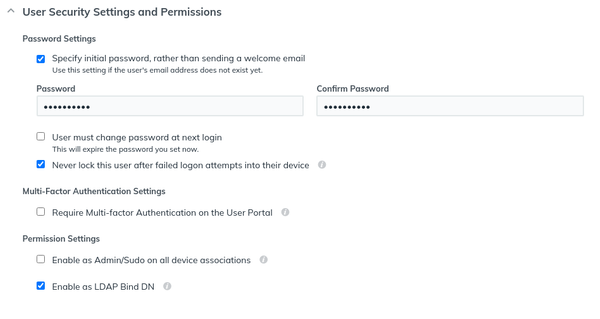 User Security Settings and Permissions
Password Settings
Specify initial password, rather than sending a welcome email
Use this setting if the user's email address does not exist yet.
Password Confirm Password
•••••••••• ••••••••••
User must change password at next login
This will expire the password you set now.
Never lock this user after failed logon attempts into their device i
Multi-Factor Authentication Settings
Require Multi-factor Authentication on the User Portal i
Permission Settings
Enable as Admin/Sudo on all device associations i
Enable as LDAP Bind DN i